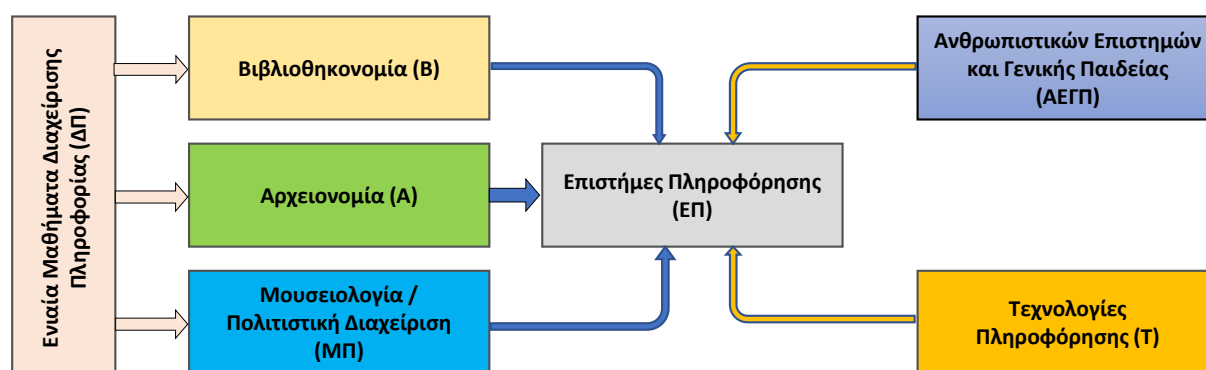 Ενιαία Μαθήματα Διαχείρισης
Πληροφορίας (ΔΠ)
Βιβλιοθηκονομία (Β)
Αρχειονομία (Α)
Μουσειολογία /
Πολιτιστική Διαχείριση
(ΜΠ)
Επιστήμες Πληροφόρησης
(ΕΠ)
Ανθρωπιστικών Επιστημών
και Γενικής Παιδείας
(ΑΕΓΠ)
Τεχνολογίες
Πληροφόρησης (Τ)